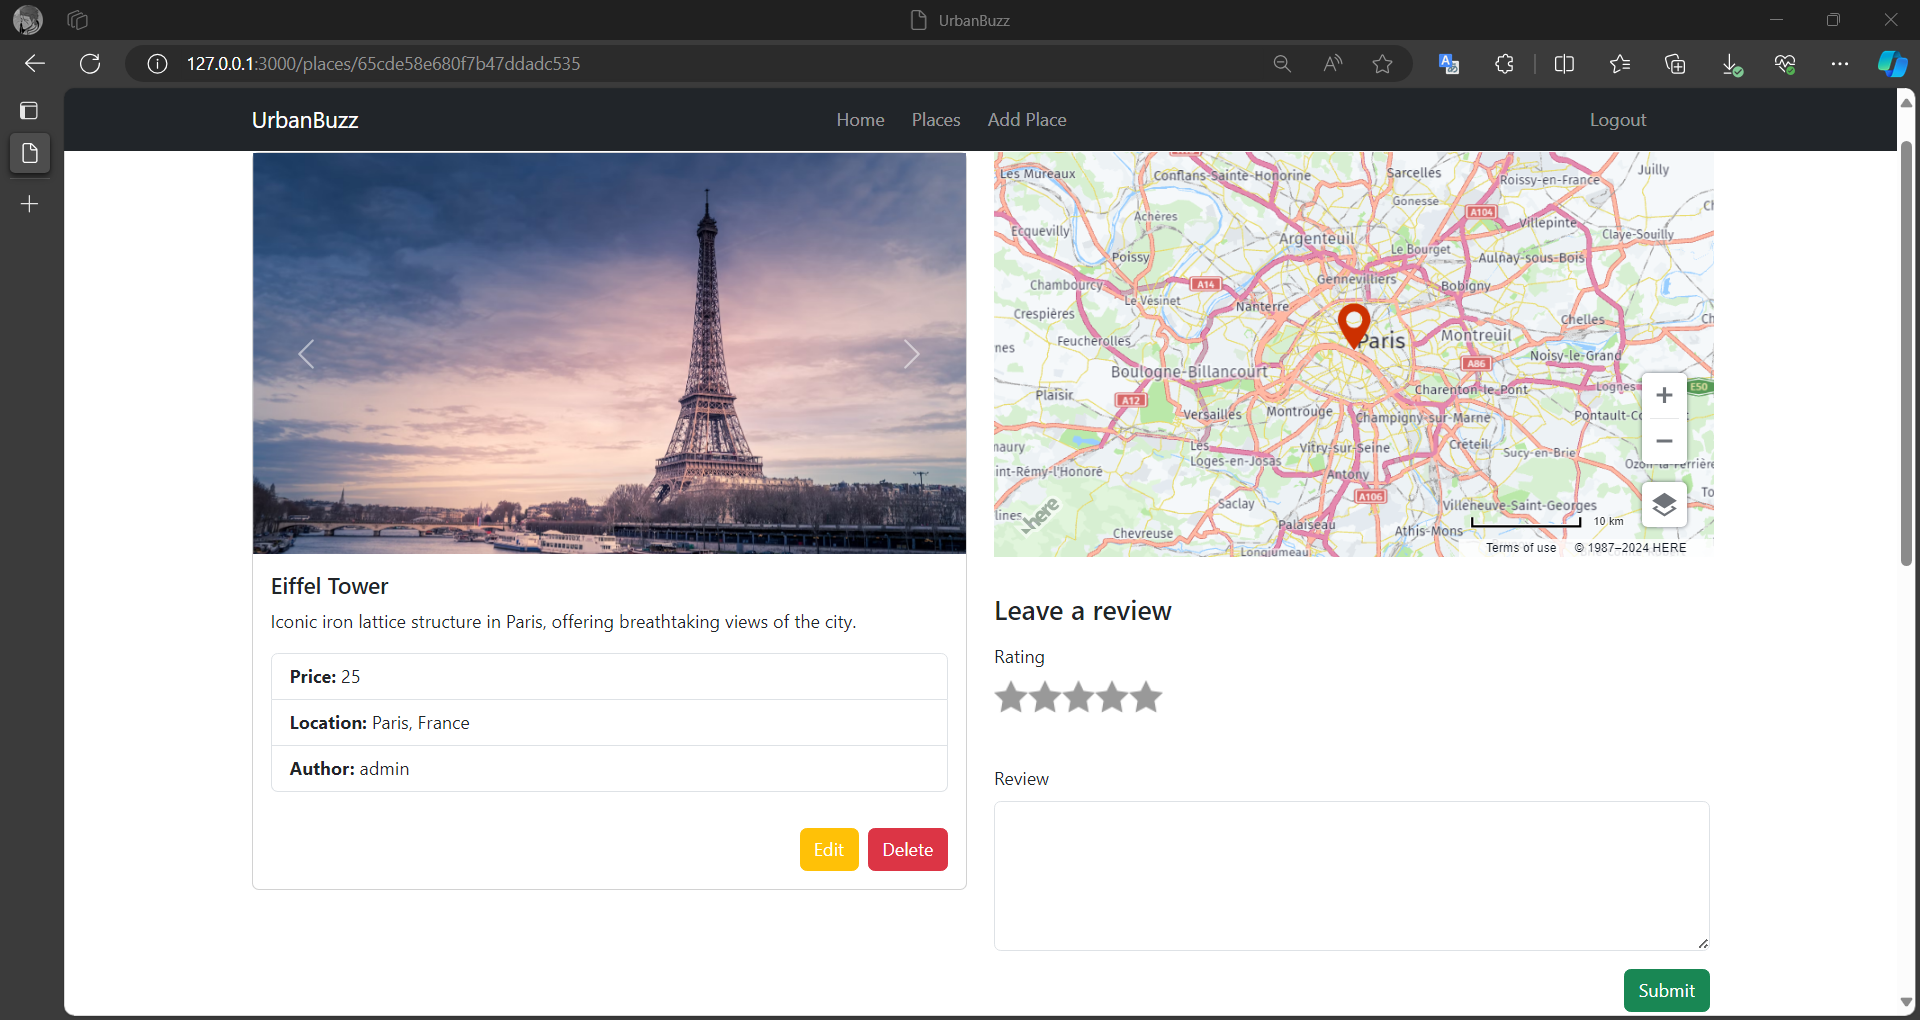 UrbanBuzz
127.0.0.1:3000/places/65cde58e680f7b47ddadc535
UrbanBuzz
Home
Places
Add Place
Logout
Les Mureaux
Conflans-Sainte-Honorine
Sarcelles
Roissy-en-France
Juilly
Gonesse
A104
Achères
Villepinte
Claye-Souilly
Ecquevilly
Argenteuil
Le Bourget
Aulnay-sous-Bois
Poissy
Gennevilliers
Chambourcy
A14
Bobigny
Le Vésinet
Nanterre
Crespières
Chelles
Feucherolles
Paris
Montreuil
Noisy-le-Grand
Boulogne-Billancourt
A86
Plaisir
A12
Charenton-le-Pont
Lognes
E50
Versailles
Montrouge
Champigny-sur-Marne
Pontault-Co
Les
Loges-en-Josas
Vitry-sur-Seine
Créteil
Sucy-en-Brie
int-Rémy-l'Honoré
Antony
A106
Saclay
Villeneuve-Saint-Georges
here
Palaiseau
Athis-Mons
10 km
Chevreuse
Longjumeau
Terms of use
© 1987–2024 HERE
Eiffel Tower
Iconic iron lattice structure in Paris, offering breathtaking views of the city.
Price: 25
Location: Paris, France
Author: admin
Edit
Delete
Leave a review
Rating
Review
Submit